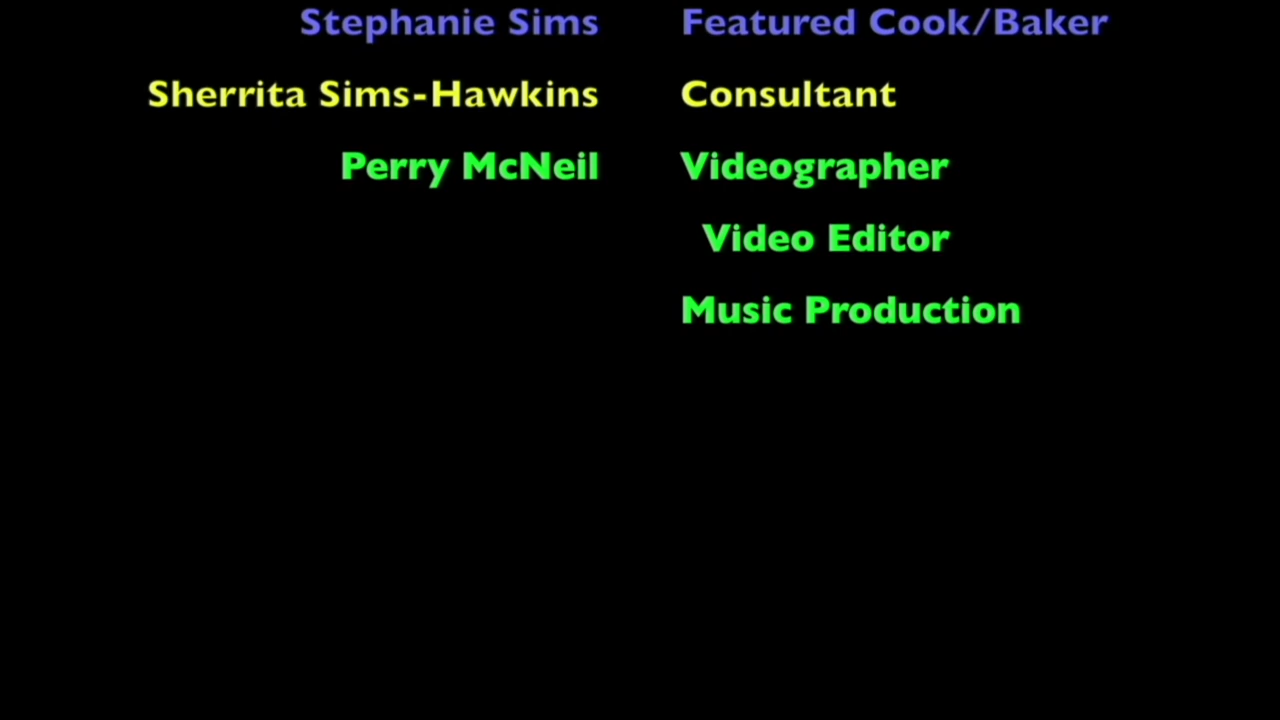 Stephanie Sims Featured Cook/Baker
Sherrita Sims-Hawkins Consultant
Perry McNeil Videographer
Video Editor
Music Production